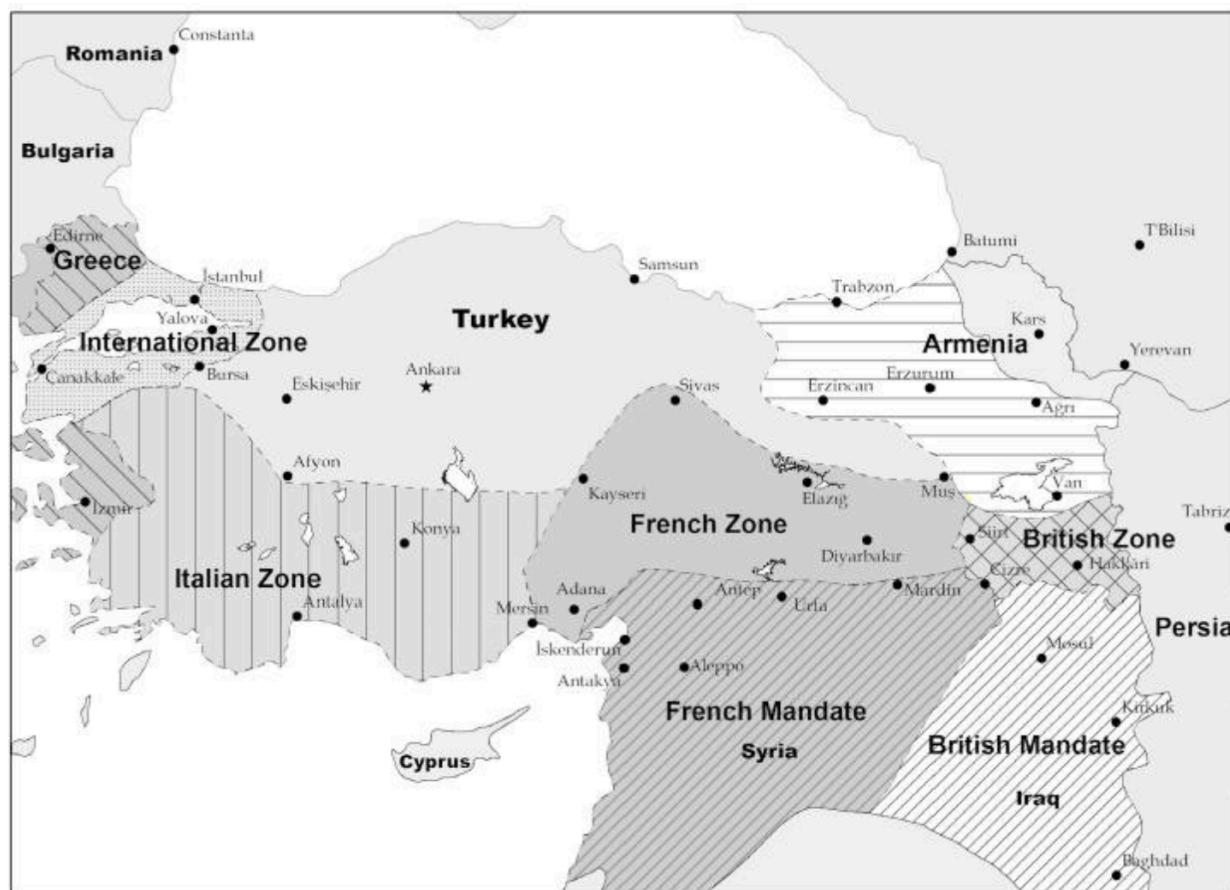 Constanta
Romania
Bulgaria
Edirne
Greece
Batumi
T'Bilisi
İstanbul
Samsun
Trabzon
Yalova
Turkey
International Zone
Armenia
Kars
Yerevan
Canakkale
Bursa
Eskişehir
Ankara
Sivas
Erzincan
Erzurum
Ağrı
Afyon
Kayseri
Elazıg
Muş
Van
İzmir
Konya
French Zone
Siirt
British Zone
Tabriz
Diyarbakır
Hakkâri
Italian Zone
Adana
Antep
Urfa
Mardin
Cizre
Antalya
Mersin
Persia
İskenderun
Antakya
Aleppo
Mosul
French Mandate
Kirkuk
British Mandate
Syria
Cyprus
Iraq
Baghdad